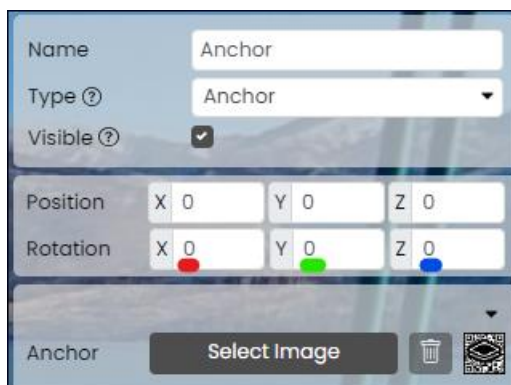 Name Anchor
Type ? Anchor
Visible ?
Position X 0 Y 0 Z 0
Rotation X 0 Y 0 Z 0
Anchor Select Image